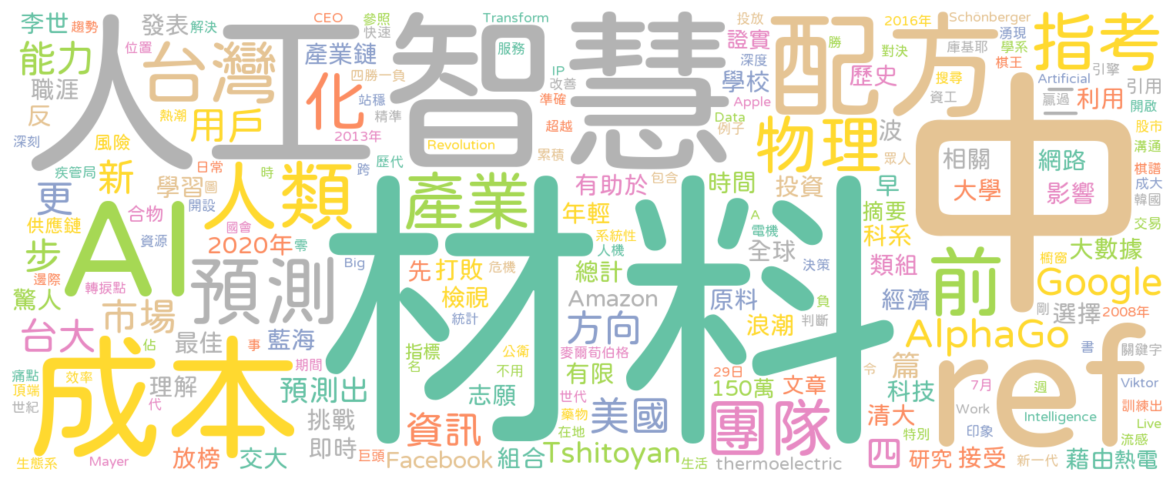 人工智慧
材料
中
AI
成本
ref
台灣
配方
指考
化
物理
人類
產業
預測
前
團隊
李世
趨勢
發表
解決
位置
能力
職涯
反
熱潮
用戶
深刻
風險
疾管局
日常
更
新
合物
學習
圖
開設
供應鏈
步
2020年
資源
國會
零
邊際
轉捩點
驚人
市場
台大
最佳
佔
事
藍海
期間
痛點
頂端
世紀
效率
代
理解
預測出
挑戰
即時
放榜
交大
生態系
Mayer
巨頭
CEO
參照
快速
產業鏈
四勝一負
站穩
改善
精準
2013年
歷代
跨
時
Transform
服務
IP
準確
超越
Revolution
累積
投放
勝
證實
深度
學校
Apple
Data
例子
歷史
波
眾人
包含
投資
2016年
對決
Schönberger
庫基耶
湧現
學系
棋王
搜尋
資工
Artificial
引擎
贏過
引用
利用
開啟
股市
溝通
棋譜
成大
韓國
交易
相關
網路
大學
影響
早
摘要
科系
類組
大數據
Google
經濟
選擇
剛
2008年
櫥窗
書
關鍵字
AlphaGo
篇
科技
清大
7月
週
Viktor
Work
印象
Intelligence
訓練出
Live
流感
特別
研究
接受
新一代
藉由
熱電
四
令
有助於
時間
年輕
系統性
A
電機
人機
全球
決策
先
打敗
危機
總計
Big
統計
檢視
Amazon
原料
浪潮
負
判斷
方向
指標
名
公衛
不用
麥爾荀伯格
有限
29日
150萬
文章
志願
世代
藥物
在地
美國
資訊
Facebook
組合
Tshitoyan
生活
thermoelectric